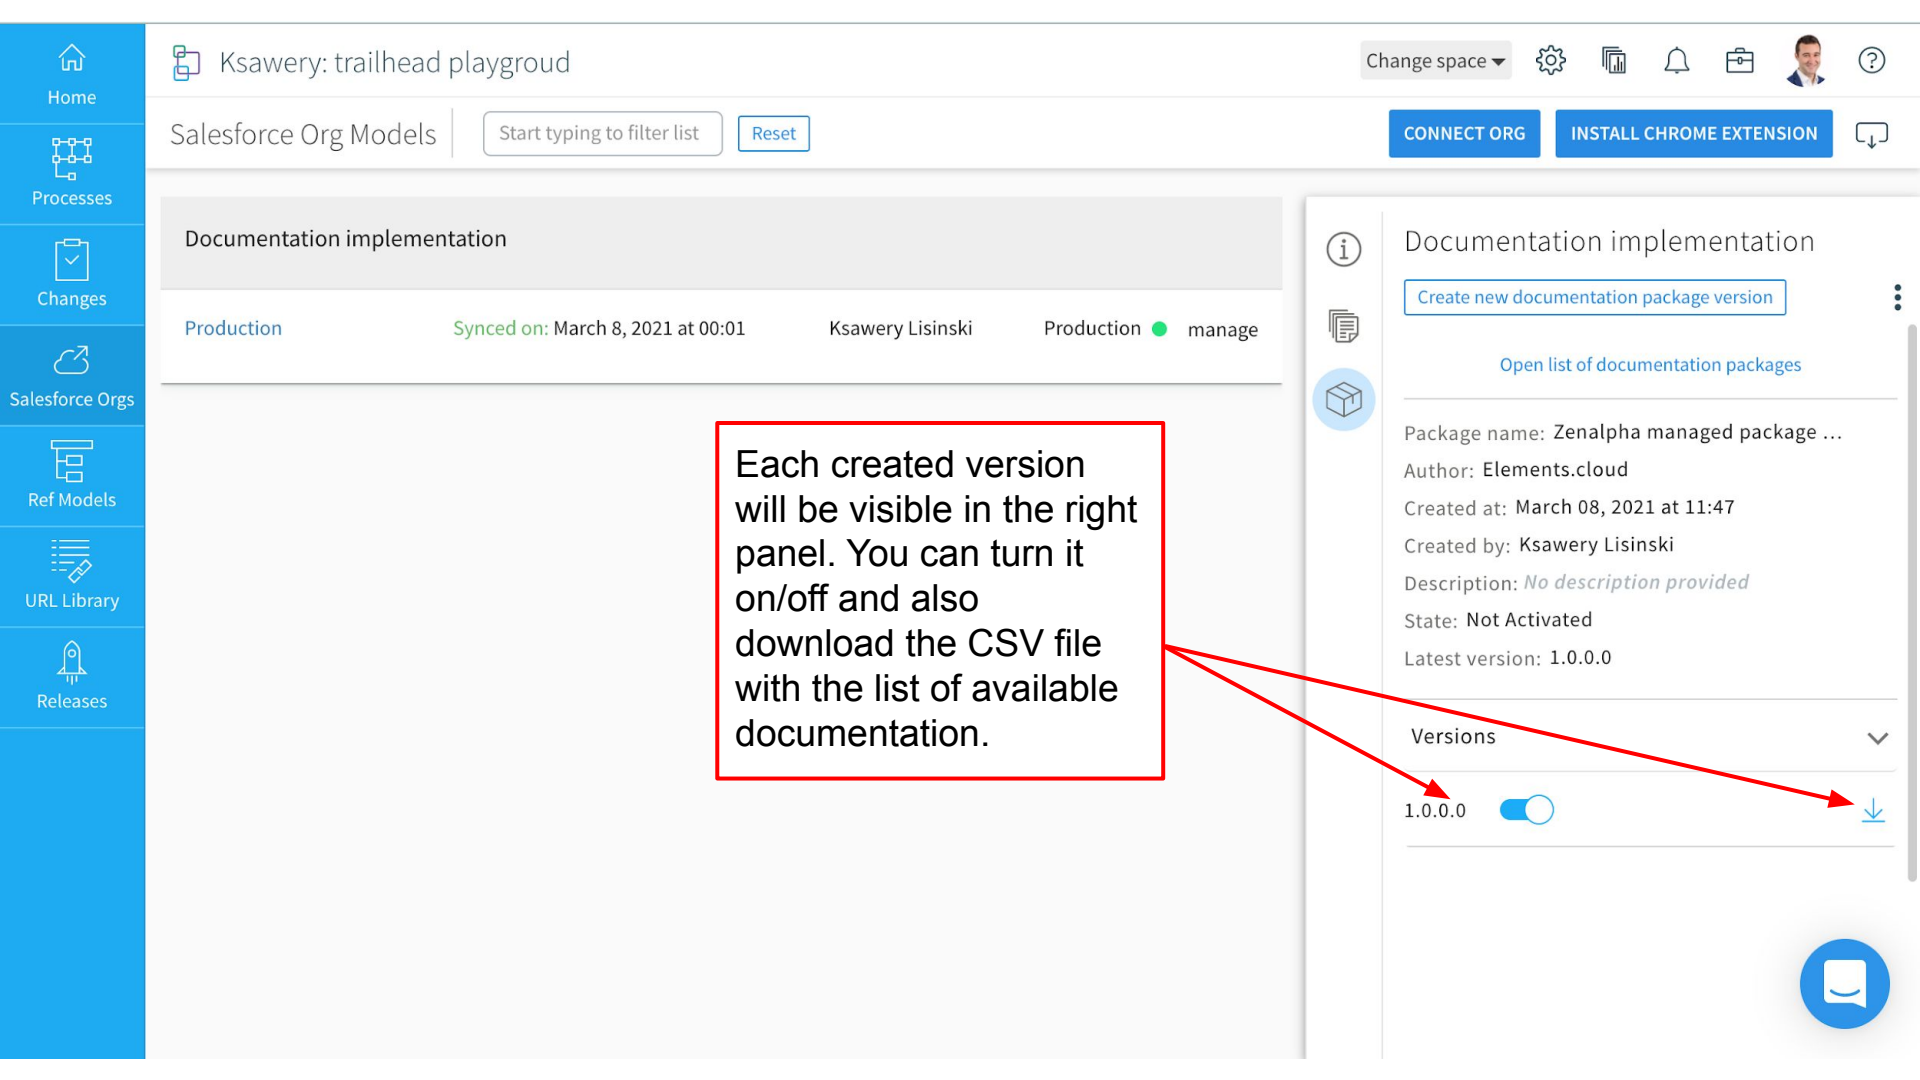 Home
Processes
Changes
Salesforce Orgs
Ref Models
URL Library
Releases
Ksawery: trailhead playgroud
Change space
Salesforce Org Models
Start typing to filter list
Reset
CONNECT ORG
INSTALL CHROME EXTENSION
Documentation implementation
Production
Synced on: March 8, 2021 at 00:01
Ksawery Lisinski
Production
manage
Each created version
will be visible in the right
panel. You can turn it
on/off and also
download the CSV file
with the list of available
documentation.
Documentation implementation
Create new documentation package version
Open list of documentation packages
Package name: Zenalpha managed package ...
Author: Elements.cloud
Created at: March 08, 2021 at 11:47
Created by: Ksawery Lisinski
Description: No description provided
State: Not Activated
Latest version: 1.0.0.0
Versions
1.0.0.0